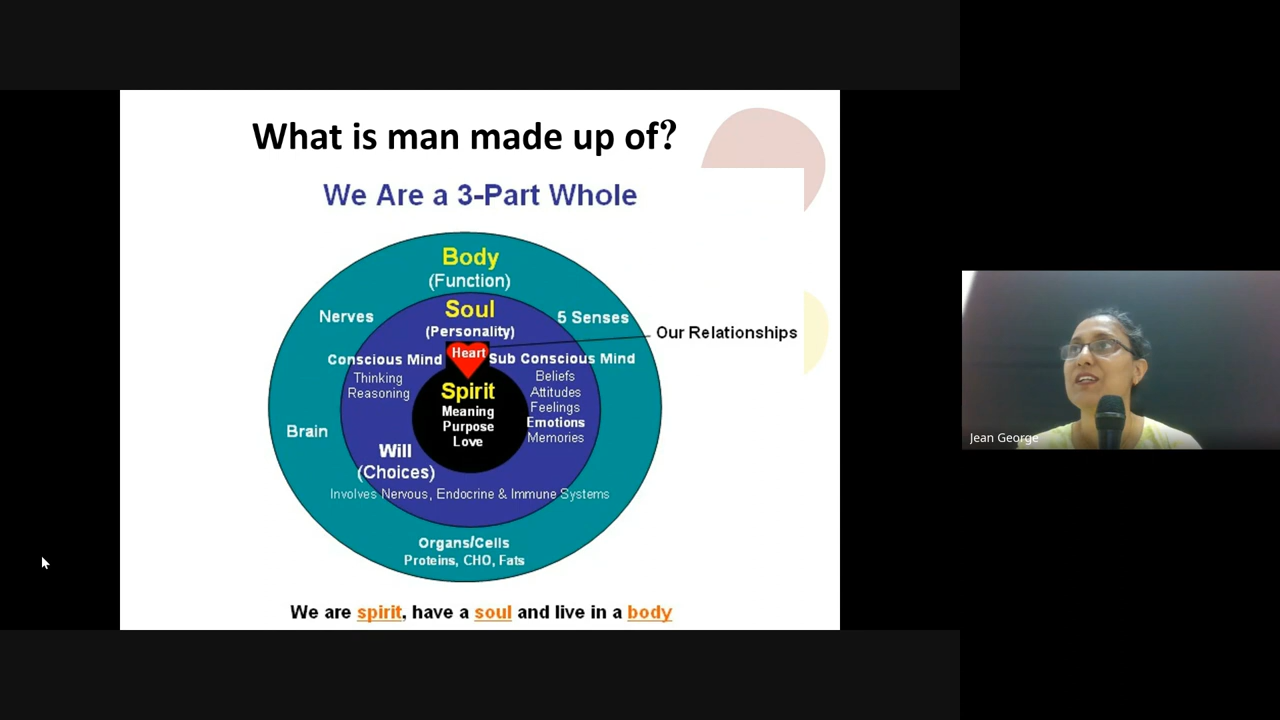 What is man made up of?
We Are a 3-Part Whole
Body
(Function)
Nerves
5 Senses
Soul
(Personality)
Our Relationships
Heart
Conscious Mind
Sub Conscious Mind
Thinking
Reasoning
Beliefs
Attitudes
Feelings
Emotions
Memories
Spirit
Meaning
Purpose
Love
Brain
Will
(Choices)
Involves Nervous, Endocrine & Immune Systems
Organs/Cells
Proteins, CHO, Fats
We are spirit, have a soul and live in a body
Jean George